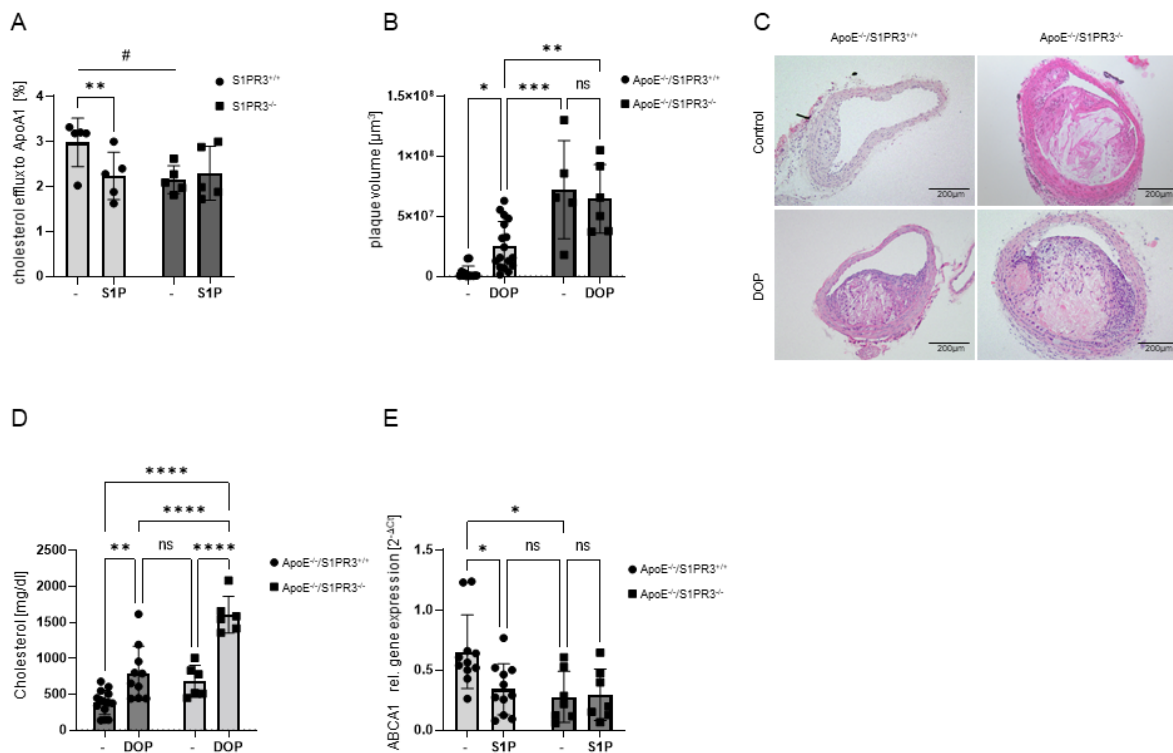 A
cholesterol efflux to ApoA1 [%]
4
3
2
1
0
#
**
S1PR3⁺/⁺
S1PR3⁻/⁻
-
S1P
-
S1P
B
plaque volume [µm³]
1.5×10⁸
1×10⁸
5×10⁷
0
**
*
***
ns
ApoE⁻/⁻/S1PR3⁺/⁺
ApoE⁻/⁻/S1PR3⁻/⁻
-
DOP
-
DOP
C
ApoE⁻/⁻/S1PR3⁺/⁺
ApoE⁻/⁻/S1PR3⁻/⁻
Control
200µm
200µm
DOP
200µm
200µm
D
Cholesterol [mg/dl]
2500
2000
1500
1000
500
0
****
****
**
ns
****
ApoE⁻/⁻/S1PR3⁺/⁺
ApoE⁻/⁻/S1PR3⁻/⁻
-
DOP
-
DOP
E
ABCA1 rel. gene expression [2⁻ΔCt]
1.5
1.0
0.5
0.0
*
*
ns
ns
ApoE⁻/⁻/S1PR3⁺/⁺
ApoE⁻/⁻/S1PR3⁻/⁻
-
S1P
-
S1P